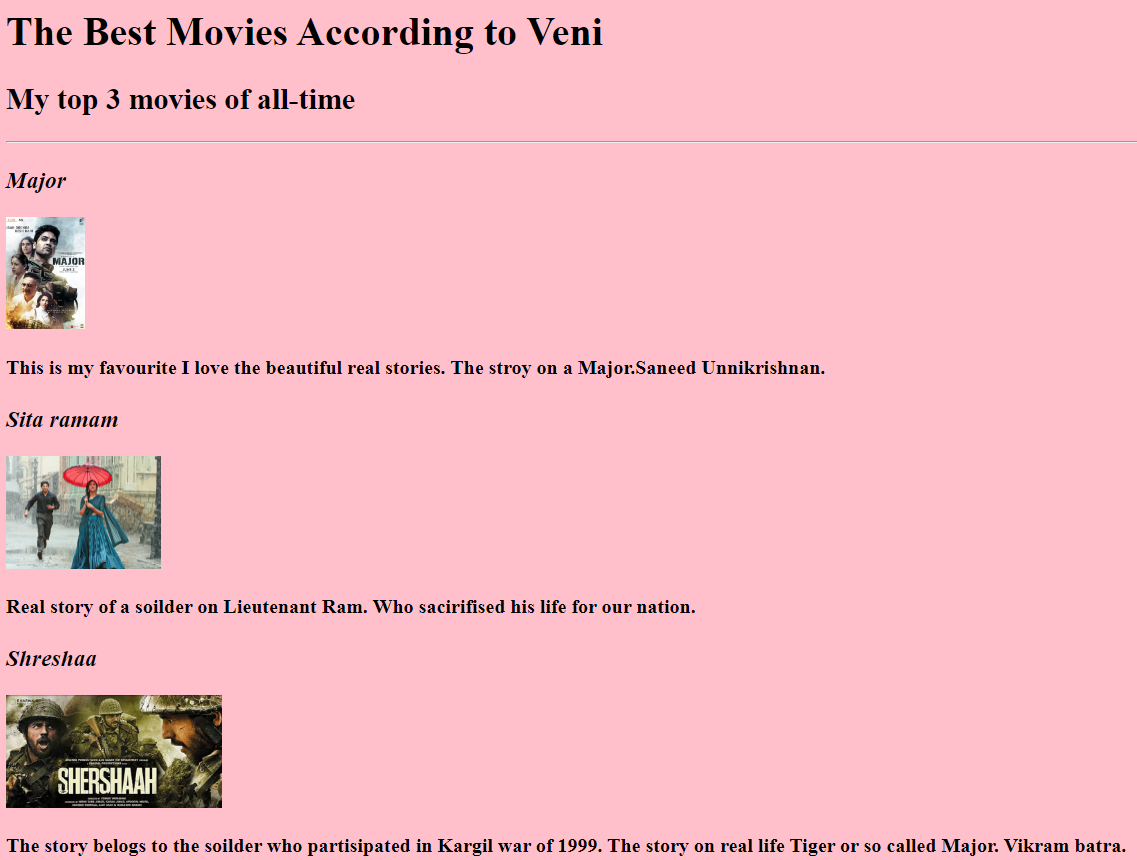 The Best Movies According to Veni
My top 3 movies of all-time
Major
MAJOR
This is my favourite I love the beautiful real stories. The stroy on a Major.Saneed Unnikrishnan.
Sita ramam
Real story of a soilder on Lieutenant Ram. Who sacirifised his life for our nation.
Shreshaa
SHERSHAAH
The story belogs to the soilder who partisipated in Kargil war of 1999. The story on real life Tiger or so called Major. Vikram batra.